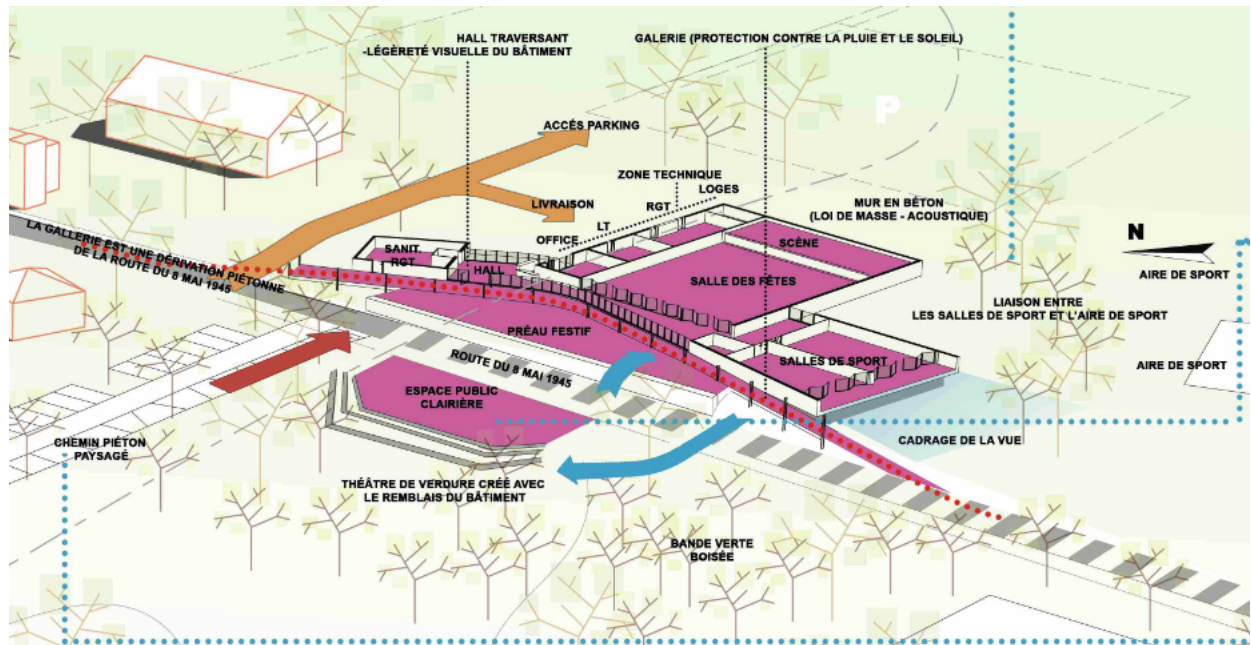 HALL TRAVERSANT
-LÉGÈRETÉ VISUELLE DU BÂTIMENT
GALERIE (PROTECTION CONTRE LA PLUIE ET LE SOLEIL)
P
ACCÉS PARKING
ZONE TECHNIQUE
LOGES
RGT
LT
OFFICE
LIVRAISON
MUR EN BÉTON
(LOI DE MASSE - ACOUSTIQUE)
N
AIRE DE SPORT
LA GALLERIE EST UNE DÉRIVATION PIÉTONNE
DE LA ROUTE DU 8 MAI 1945
SANIT.
RGT
HALL
SCÈNE
SALLE DES FÊTES
LIAISON ENTRE
LES SALLES DE SPORT ET L'AIRE DE SPORT
PRÉAU FESTIF
SALLES DE SPORT
AIRE DE SPORT
ROUTE DU 8 MAI 1945
ESPACE PUBLIC
CLAIRIÈRE
CHEMIN PIÉTON
PAYSAGÉ
CADRAGE DE LA VUE
THÉÂTRE DE VERDURE CRÉÉ AVEC
LE REMBLAIS DU BÂTIMENT
BANDE VERTE
BOISÉE